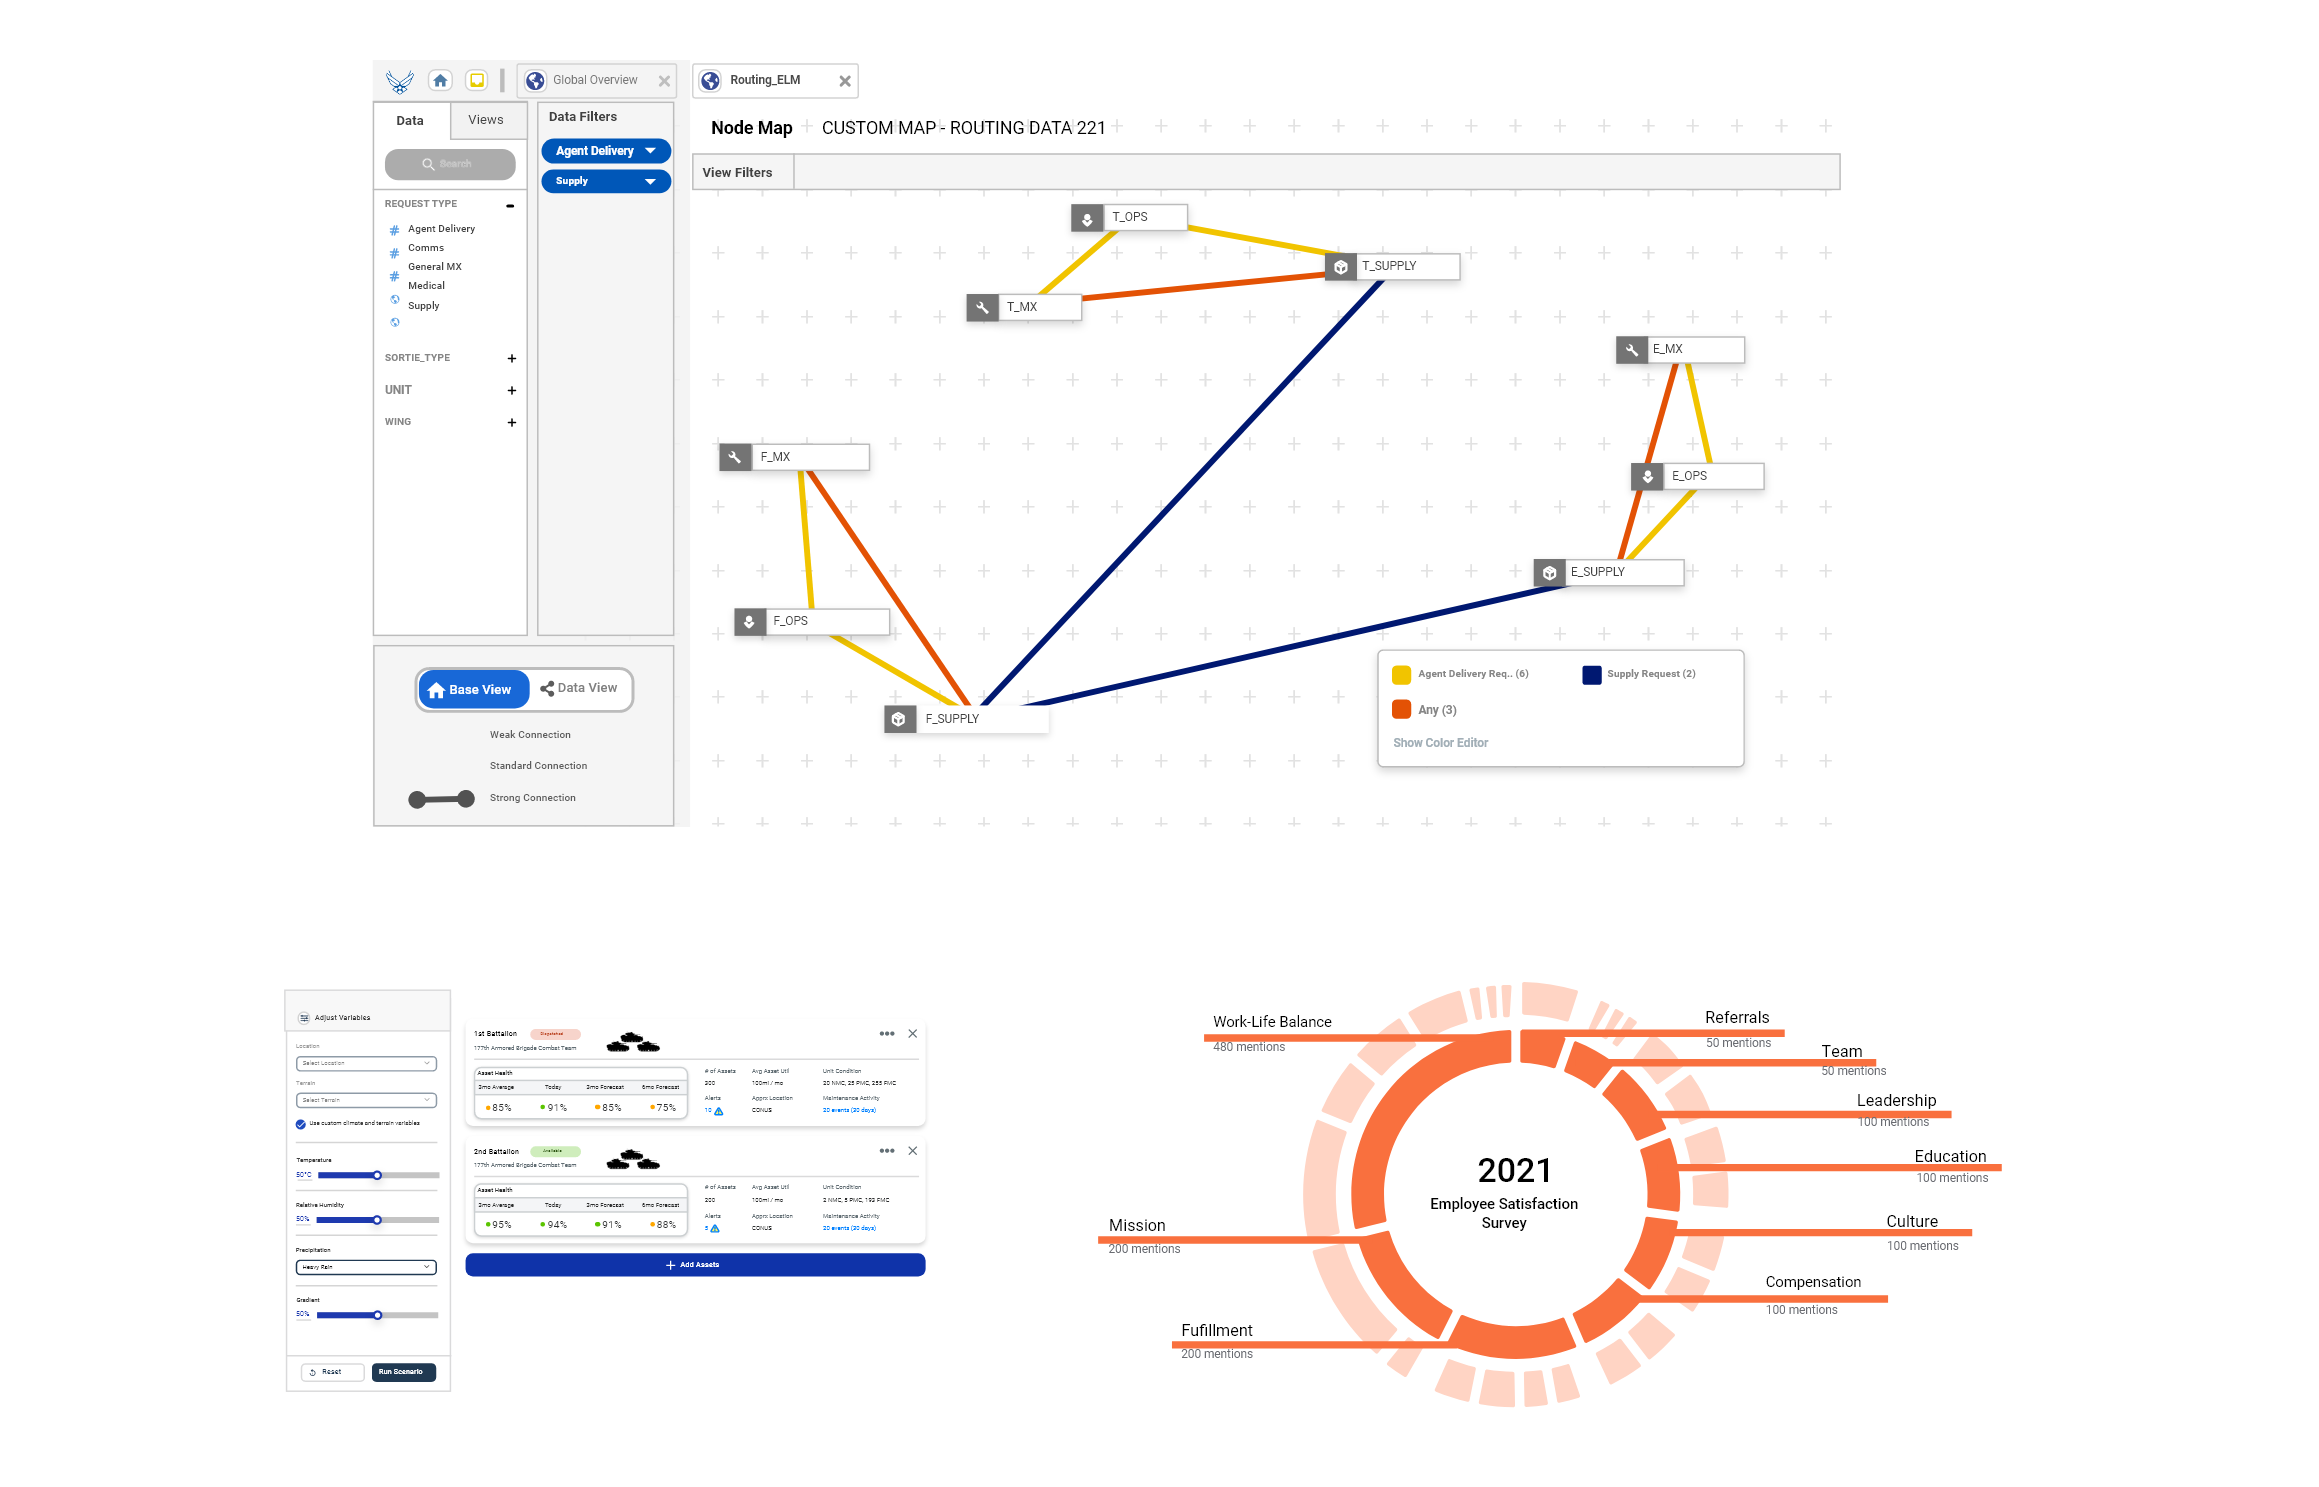 Global Overview
Routing_ELM
Data
Views
Search
REQUEST TYPE
Agent Delivery
Comms
General MX
Medical
Supply
SORTIE_TYPE
UNIT
WING
Data Filters
Agent Delivery
Supply
Base View
Data View
Weak Connection
Standard Connection
Strong Connection
Node Map CUSTOM MAP - ROUTING DATA 221
View Filters
T_OPS
T_SUPPLY
T_MX
E_MX
F_MX
E_OPS
E_SUPPLY
F_OPS
F_SUPPLY
Agent Delivery Req.. (6)
Supply Request (2)
Any (3)
Show Color Editor
Adjust Variables
Location
Select Location
Terrain
Select Terrain
Use custom climate and terrain variables
Temperature
50°C
Relative Humidity
50%
Precipitation
Heavy Rain
Gradient
50%
Reset
Run Scenario
1st Battalion
Dispatched
177th Armored Brigade Combat Team
Asset Health
3mo Average Today 3mo Forecast 6mo Forecast
85% 91% 85% 75%
# of Assets Avg Asset Util Unit Condition
300 100ml / mo 20 NMC, 25 PMC, 255 FMC
Alerts Apprx Location Maintenance Activity
10 CONUS 20 events (30 days)
2nd Battalion
Available
177th Armored Brigade Combat Team
Asset Health
3mo Average Today 3mo Forecast 6mo Forecast
95% 94% 91% 88%
# of Assets Avg Asset Util Unit Condition
200 100ml / mo 2 NMC, 5 PMC, 193 FMC
Alerts Apprx Location Maintenance Activity
5 CONUS 20 events (30 days)
Add Assets
2021
Employee Satisfaction
Survey
Work-Life Balance
480 mentions
Referrals
50 mentions
Team
50 mentions
Leadership
100 mentions
Education
100 mentions
Culture
100 mentions
Compensation
100 mentions
Mission
200 mentions
Fufillment
200 mentions